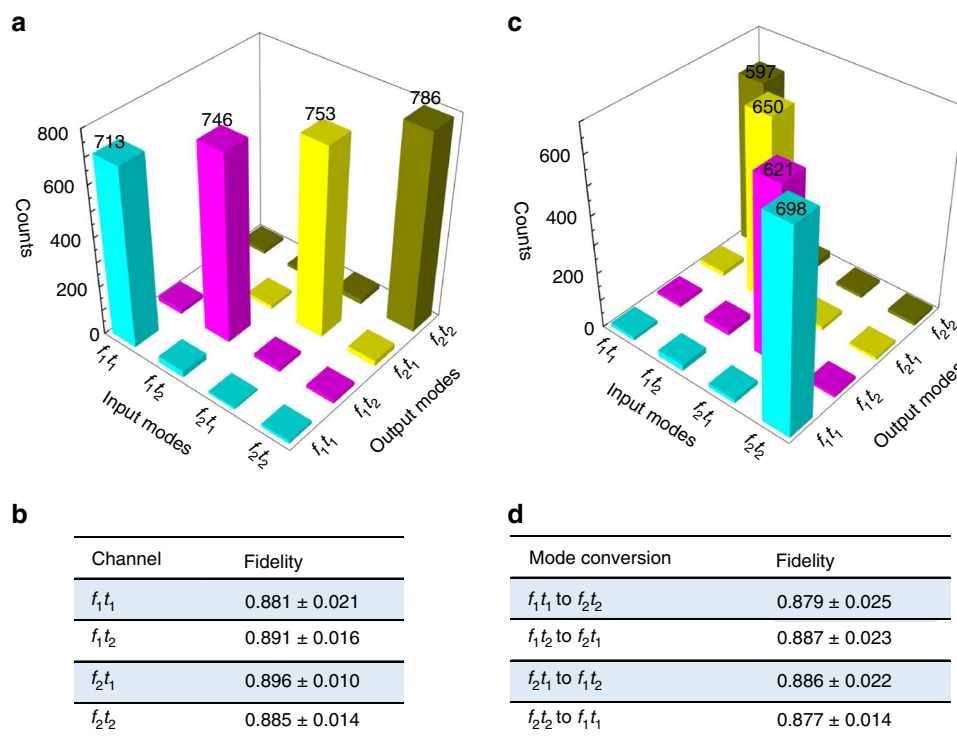 a
713
746
753
786
800
600
400
200
0
Counts
f₁t₁
f₁t₂
f₂t₁
f₂t₂
Input modes
f₁t₁
f₁t₂
f₂t₁
f₂t₂
Output modes
c
597
650
621
698
600
400
200
0
Counts
f₁t₁
f₁t₂
f₂t₁
f₂t₂
Input modes
f₁t₁
f₁t₂
f₂t₁
f₂t₂
Output modes
b
Channel Fidelity
f₁t₁ 0.881 ± 0.021
f₁t₂ 0.891 ± 0.016
f₂t₁ 0.896 ± 0.010
f₂t₂ 0.885 ± 0.014
d
Mode conversion Fidelity
f₁t₁ to f₂t₂ 0.879 ± 0.025
f₁t₂ to f₂t₁ 0.887 ± 0.023
f₂t₁ to f₁t₂ 0.886 ± 0.022
f₂t₂ to f₁t₁ 0.877 ± 0.014